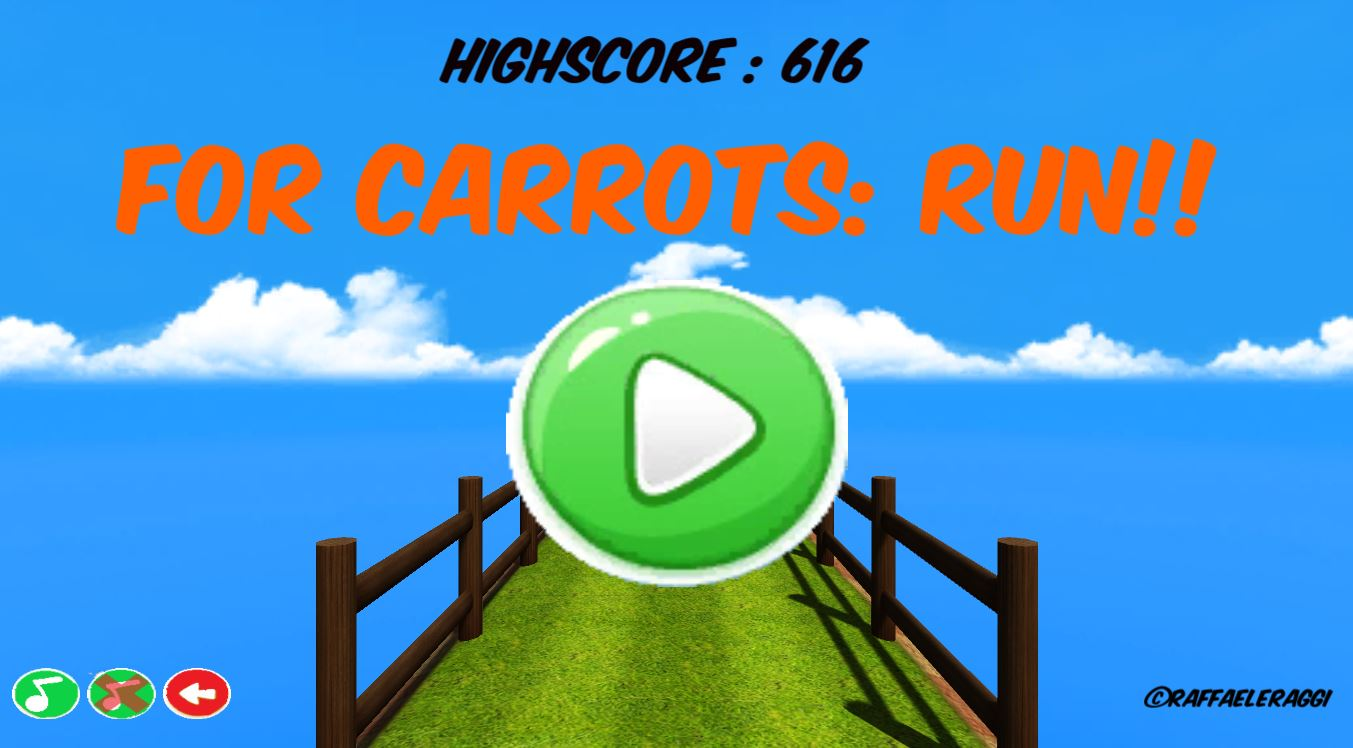 HIGHSCORE : 616
FOR CARROTS: RUN!!
©RAFFAELERAGGI